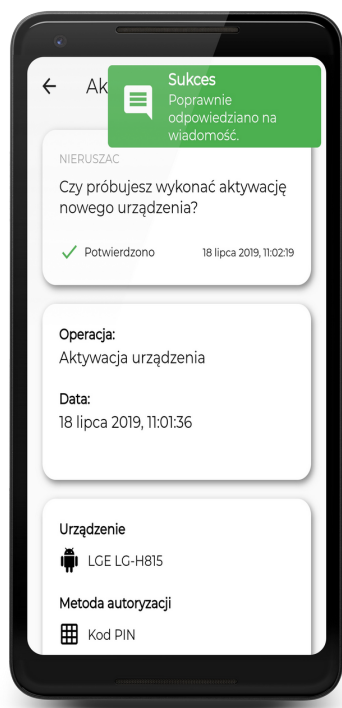 Ak
Sukces
Poprawnie
odpowiedziano na
wiadomość.
NIERUSZAC
Czy próbujesz wykonać aktywację
nowego urządzenia?
Potwierdzono
18 lipca 2019, 11:02:19
Operacja:
Aktywacja urządzenia
Data:
18 lipca 2019, 11:01:36
Urządzenie
LGE LG-H815
Metoda autoryzacji
Kod PIN